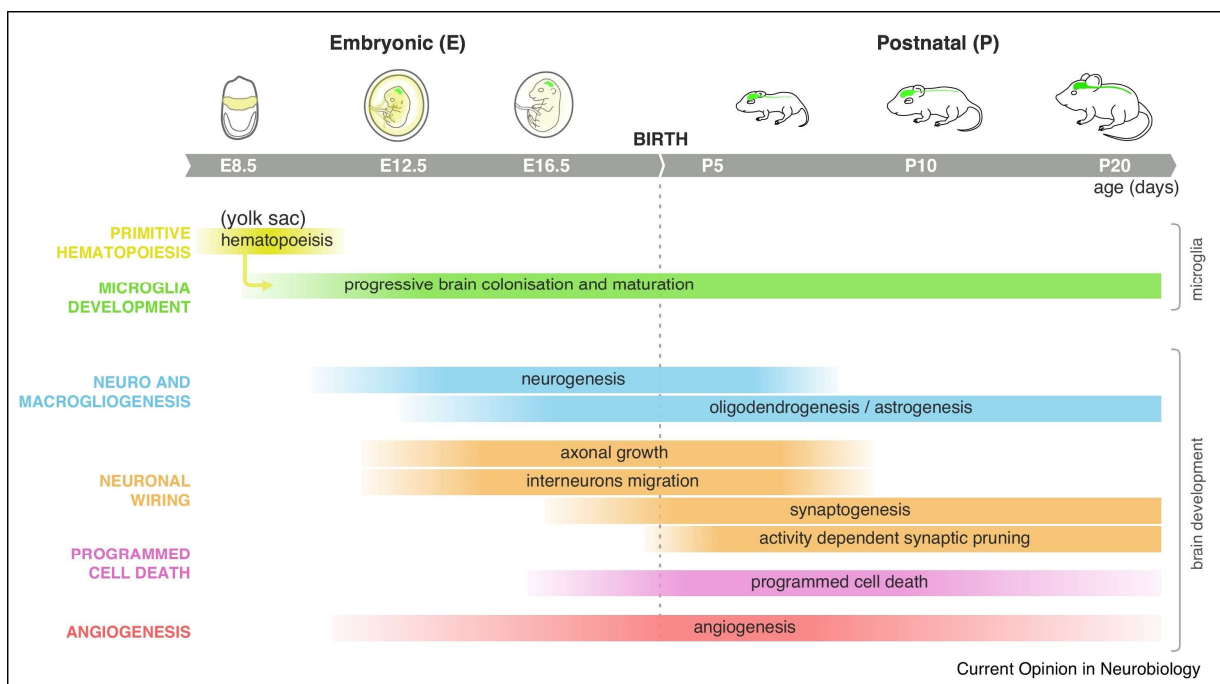 Embryonic (E)
Postnatal (P)
BIRTH
E8.5
E12.5
E16.5
P5
P10
P20
age (days)
PRIMITIVE
HEMATOPOIESIS
(yolk sac)
hematopoeisis
MICROGLIA
DEVELOPMENT
progressive brain colonisation and maturation
microglia
NEURO AND
MACROGLIOGENESIS
neurogenesis
oligodendrogenesis / astrogenesis
NEURONAL
WIRING
axonal growth
interneurons migration
synaptogenesis
activity dependent synaptic pruning
PROGRAMMED
CELL DEATH
programmed cell death
ANGIOGENESIS
angiogenesis
brain development
Current Opinion in Neurobiology